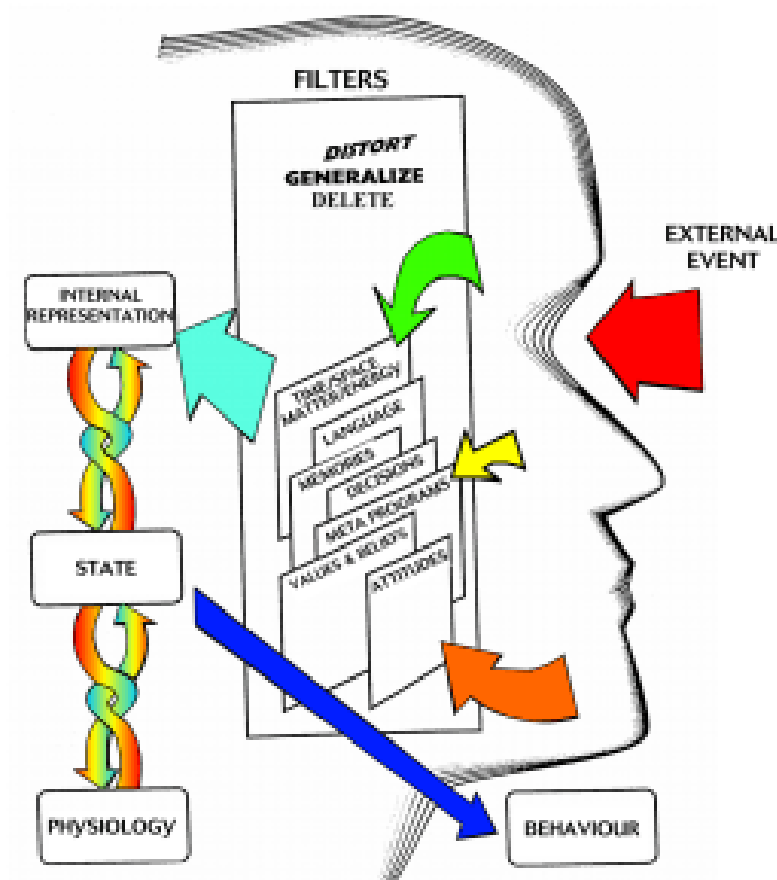 FILTERS
DISTORT
GENERALIZE
DELETE
EXTERNAL
EVENT
INTERNAL
REPRESENTATION
TIME/SPACE
MATTER/ENERGY
LANGUAGE
MEMORIES
DECISIONS
META PROGRAMS
VALUES & BELIEFS
ATTITUDES
STATE
PHYSIOLOGY
BEHAVIOUR